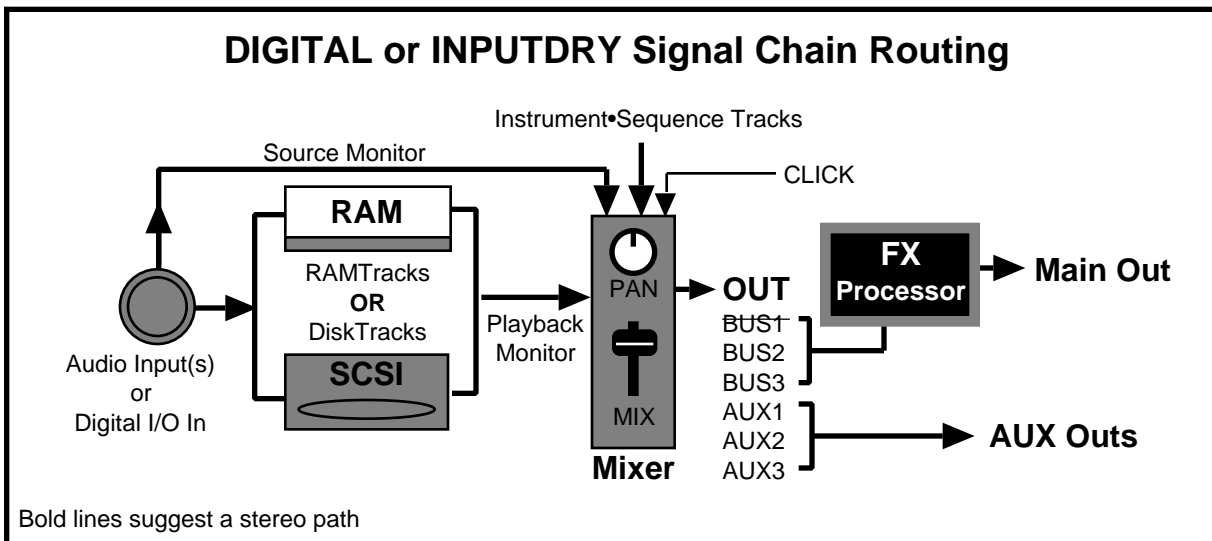 DIGITAL or INPUTDRY Signal Chain Routing
Instrument•Sequence Tracks
Source Monitor
CLICK
RAM
RAMTracks
OR
DiskTracks
SCSI
Audio Input(s)
or
Digital I/O In
Playback
Monitor
PAN
MIX
Mixer
OUT
BUS1
BUS2
BUS3
AUX1
AUX2
AUX3
FX
Processor
Main Out
AUX Outs
Bold lines suggest a stereo path